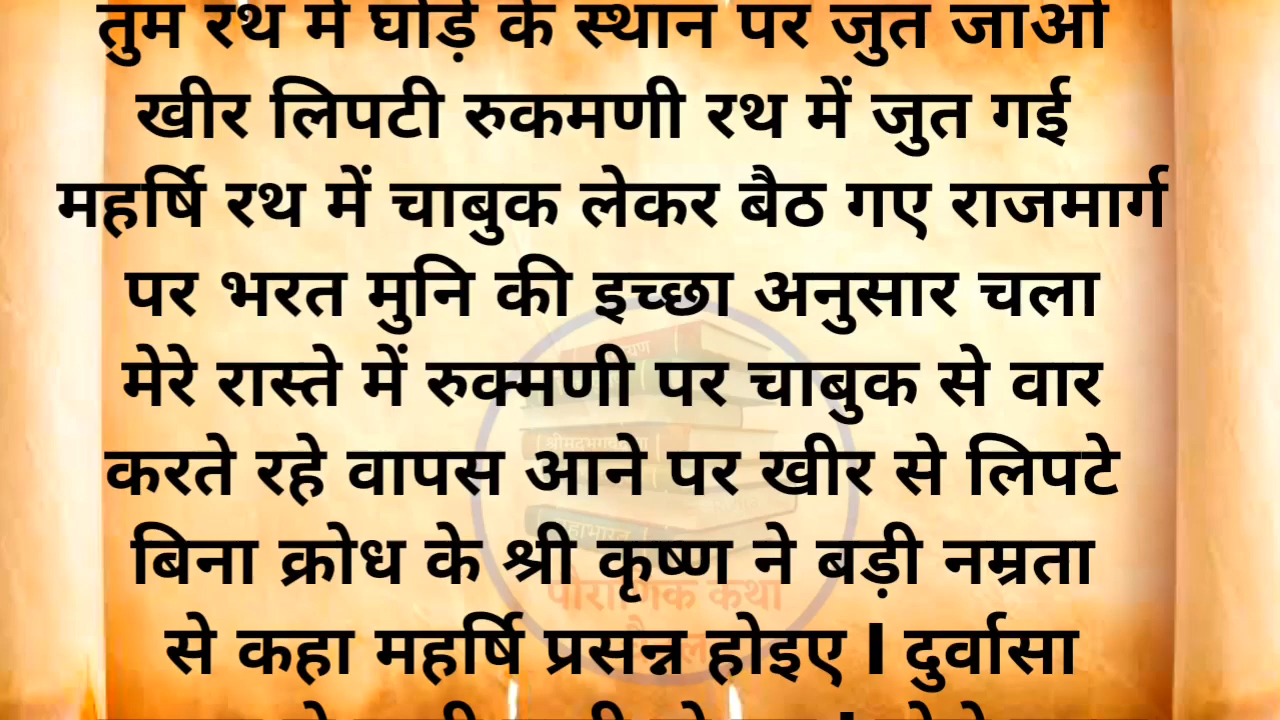 तुम रथ में घोड़े के स्थान पर जुत जाओ
खीर लिपटी रुकमणी रथ में जुत गई
महर्षि रथ में चाबुक लेकर बैठ गए राजमार्ग
पर भरत मुनि की इच्छा अनुसार चला
मेरे रास्ते में रुक्मणी पर चाबुक से वार
करते रहे वापस आने पर खीर से लिपटे
बिना क्रोध के श्री कृष्ण ने बड़ी नम्रता
से कहा महर्षि प्रसन्न होइए l दुर्वासा
पौराणिक कथा